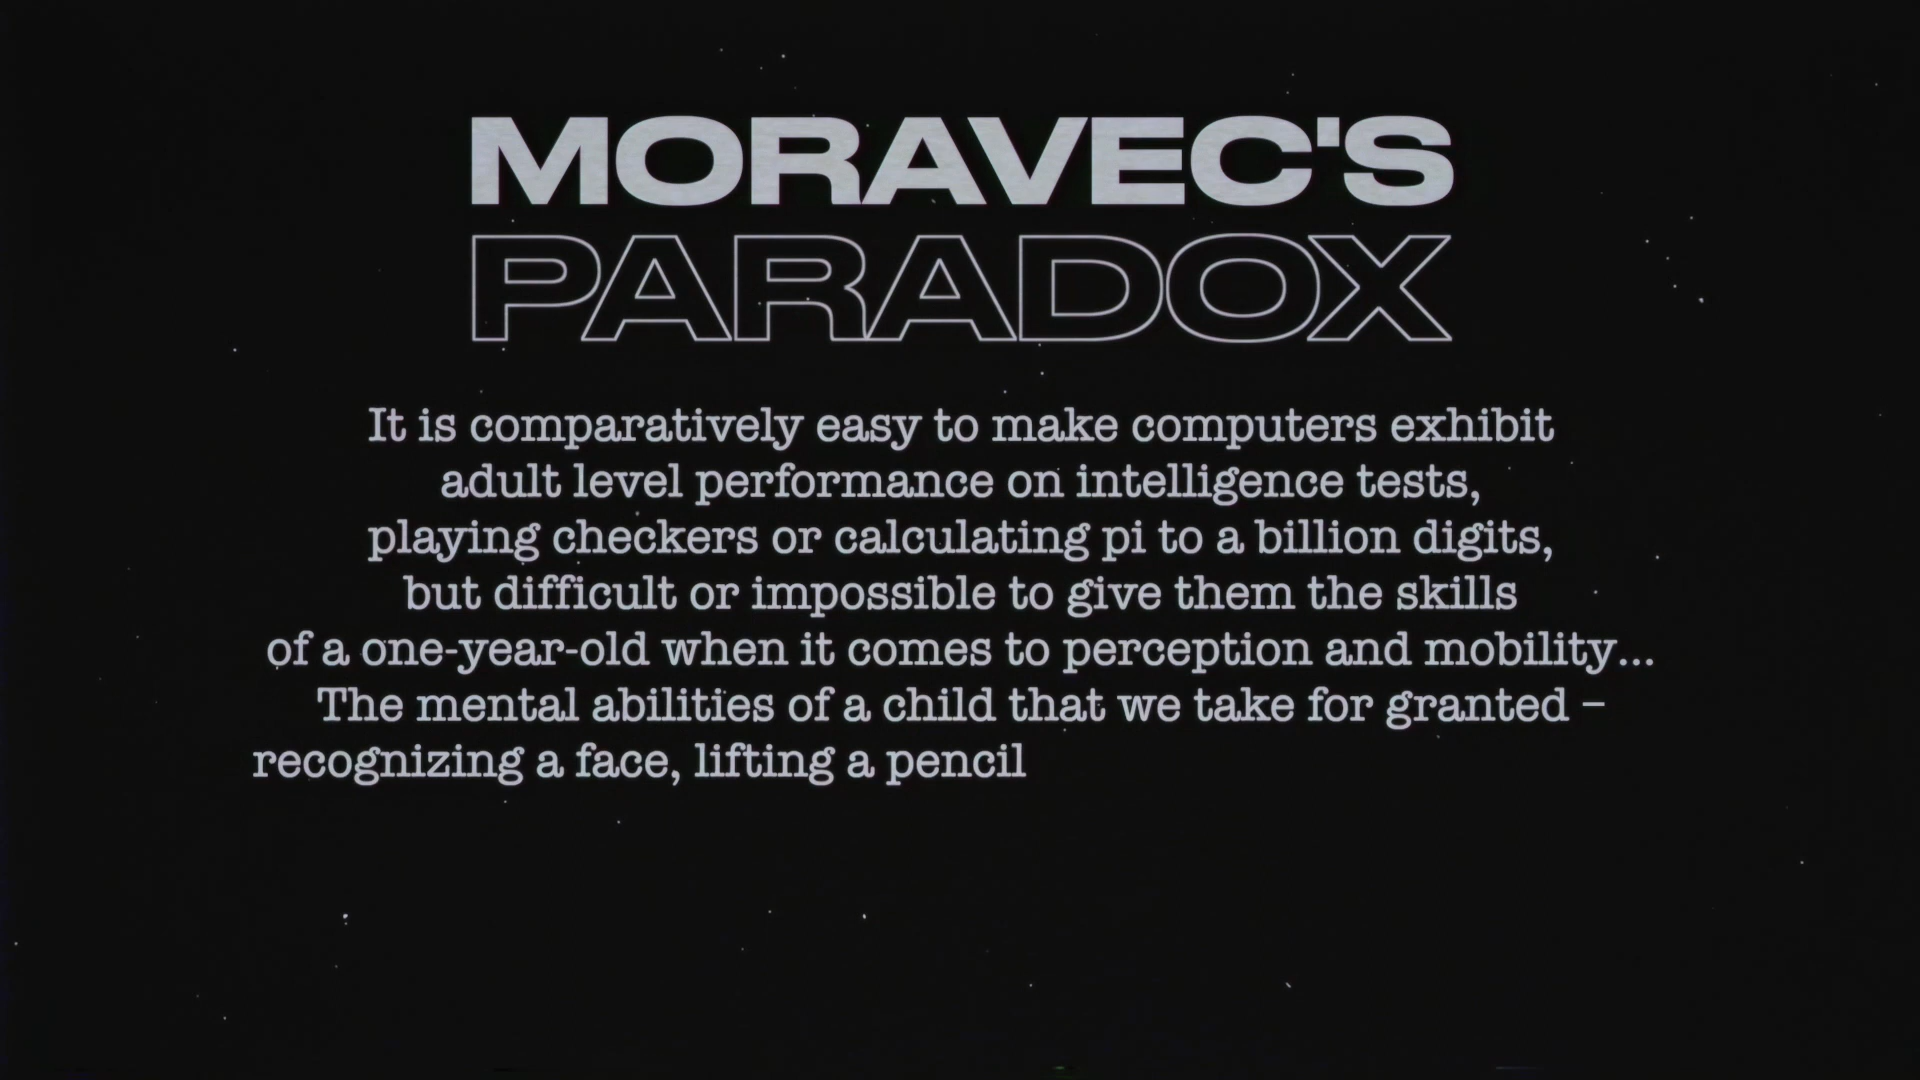 MORAVEC'S
PARADOX
It is comparatively easy to make computers exhibit
adult level performance on intelligence tests,
playing checkers or calculating pi to a billion digits,
but difficult or impossible to give them the skills
of a one-year-old when it comes to perception and mobility...
The mental abilities of a child that we take for granted –
recognizing a face, lifting a pencil